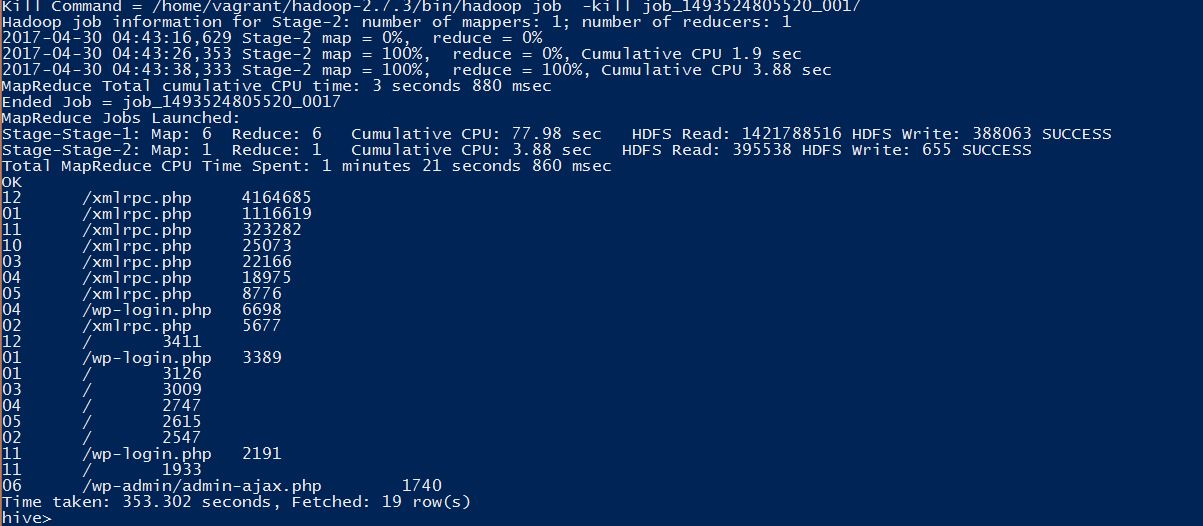 Kill Command = /home/vagrant/hadoop-2.7.3/bin/hadoop job  -kill job_1493524805520_0017
Hadoop job information for Stage-2: number of mappers: 1; number of reducers: 1
2017-04-30 04:43:16,629 Stage-2 map = 0%,  reduce = 0%
2017-04-30 04:43:26,353 Stage-2 map = 100%,  reduce = 0%, Cumulative CPU 1.9 sec
2017-04-30 04:43:38,333 Stage-2 map = 100%,  reduce = 100%, Cumulative CPU 3.88 sec
MapReduce Total cumulative CPU time: 3 seconds 880 msec
Ended Job = job_1493524805520_0017
MapReduce Jobs Launched:
Stage-Stage-1: Map: 6  Reduce: 6   Cumulative CPU: 77.98 sec   HDFS Read: 1421788516 HDFS Write: 388063 SUCCESS
Stage-Stage-2: Map: 1  Reduce: 1   Cumulative CPU: 3.88 sec   HDFS Read: 395538 HDFS Write: 655 SUCCESS
Total MapReduce CPU Time Spent: 1 minutes 21 seconds 860 msec
OK
12      /xmlrpc.php     4164685
01      /xmlrpc.php     1116619
11      /xmlrpc.php     323282
10      /xmlrpc.php     25073
03      /xmlrpc.php     22166
04      /xmlrpc.php     18975
05      /xmlrpc.php     8776
04      /wp-login.php   6698
02      /xmlrpc.php     5677
12      /       3411
01      /wp-login.php   3389
01      /       3126
03      /       3009
04      /       2747
05      /       2615
02      /       2547
11      /wp-login.php   2191
11      /       1933
06      /wp-admin/admin-ajax.php        1740
Time taken: 353.302 seconds, Fetched: 19 row(s)
hive>